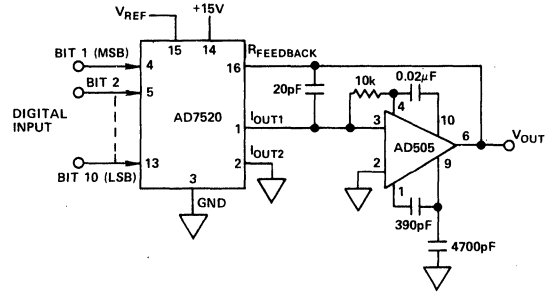 VREF
+15V
BIT 1 (MSB)
15
14
RFEEDBACK
4
16
BIT 2
5
20pF
10k
0.02µF
4
10
DIGITAL
INPUT
AD7520
1
IOUT1
3
AD505
6
VOUT
IOUT2
2
2
9
BIT 10 (LSB)
13
3
GND
1
390pF
4700pF